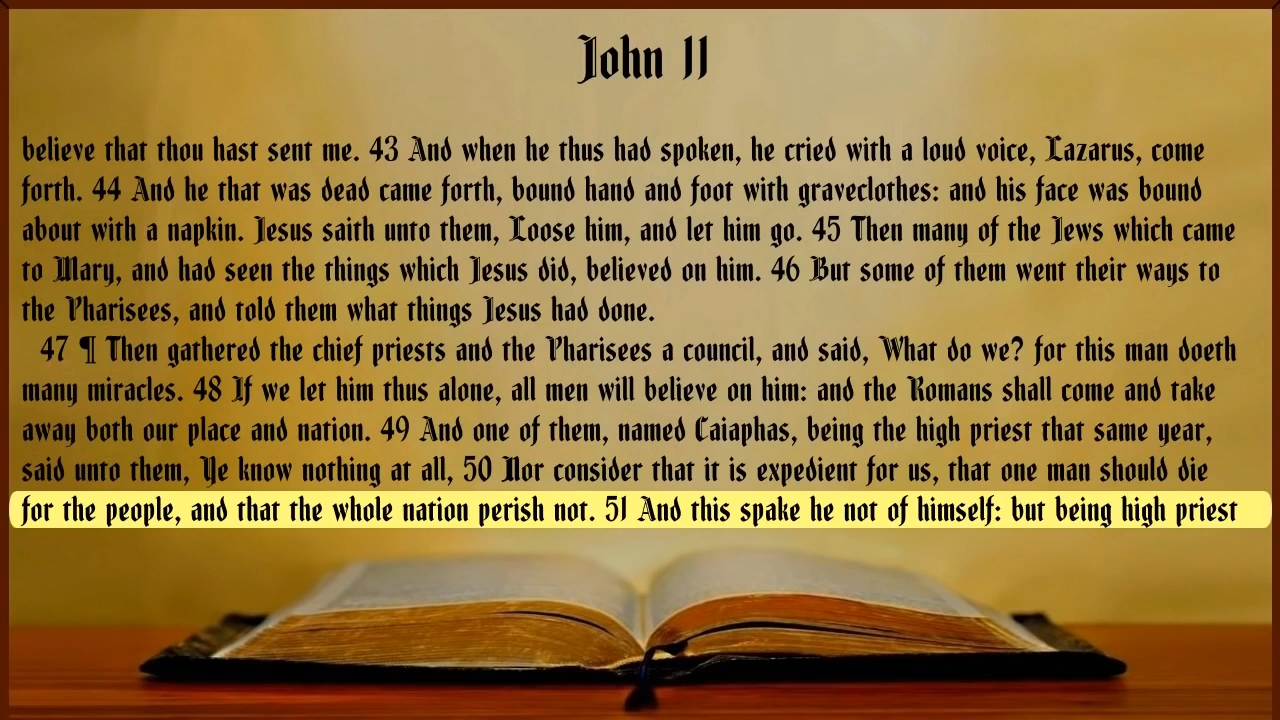 John 11
believe that thou hast sent me. 43 And when he thus had spoken, he cried with a loud voice, Lazarus, come
forth. 44 And he that was dead came forth, bound hand and foot with graveclothes: and his face was bound
about with a napkin. Jesus saith unto them, Loose him, and let him go. 45 Then many of the Jews which came
to Mary, and had seen the things which Jesus did, believed on him. 46 But some of them went their ways to
the Pharisees, and told them what things Jesus had done.
47 ¶ Then gathered the chief priests and the Pharisees a council, and said, What do we? for this man doeth
many miracles. 48 If we let him thus alone, all men will believe on him: and the Romans shall come and take
away both our place and nation. 49 And one of them, named Caiaphas, being the high priest that same year,
said unto them, Ye know nothing at all, 50 Nor consider that it is expedient for us, that one man should die
for the people, and that the whole nation perish not. 51 And this spake he not of himself: but being high priest